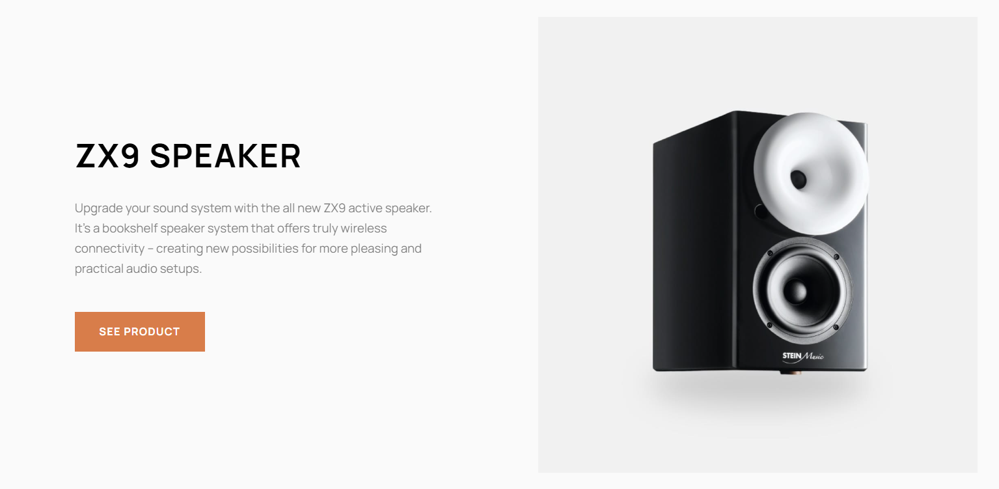 ZX9 SPEAKER
Upgrade your sound system with the all new ZX9 active speaker.
It’s a bookshelf speaker system that offers truly wireless
connectivity – creating new possibilities for more pleasing and
practical audio setups.
SEE PRODUCT
STEIN Music